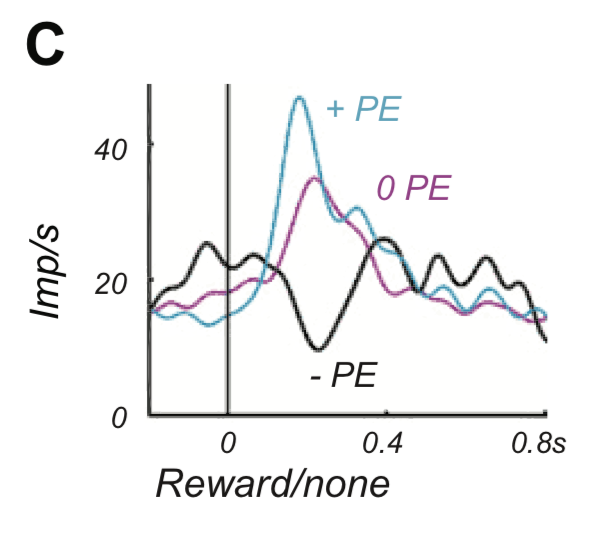 C
+ PE
40
0 PE
Imp/s
20
- PE
0
0 0.4 0.8s
Reward/none